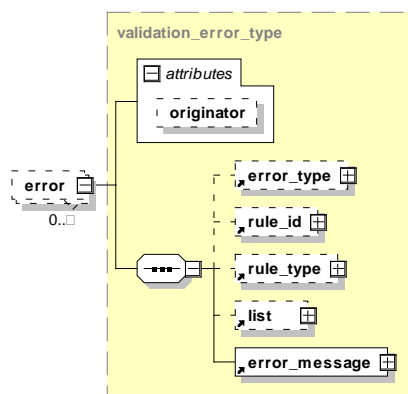 validation_error_type
attributes
originator
error
0..□
error_type
rule_id
rule_type
list
error_message